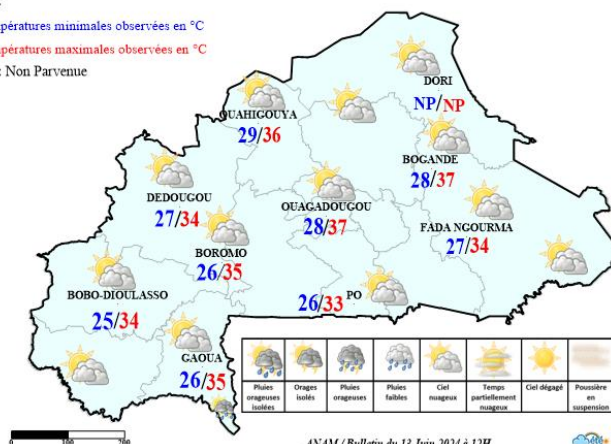 pératures minimales observées en °C
pératures maximales observées en °C
: Non Parvenue
DORI
NP/NP
OUAHIGOUYA
29/36
BOGANDE
28/37
DEDOUGOU
27/34
OUAGADOUGOU
28/37
FADA NGOURMA
27/34
BOROMO
26/35
BOBO-DIOULASSO
25/34
26/33 PO
GAOUA
26/35
Pluies orageuses isolées
Orages isolés
Pluies orageuses
Pluies faibles
Ciel nuageux
Temps partiellement nuageux
Ciel dégagé
Poussière en suspension
ANAM / Bulletin du 13 Juin 2024 à 12H